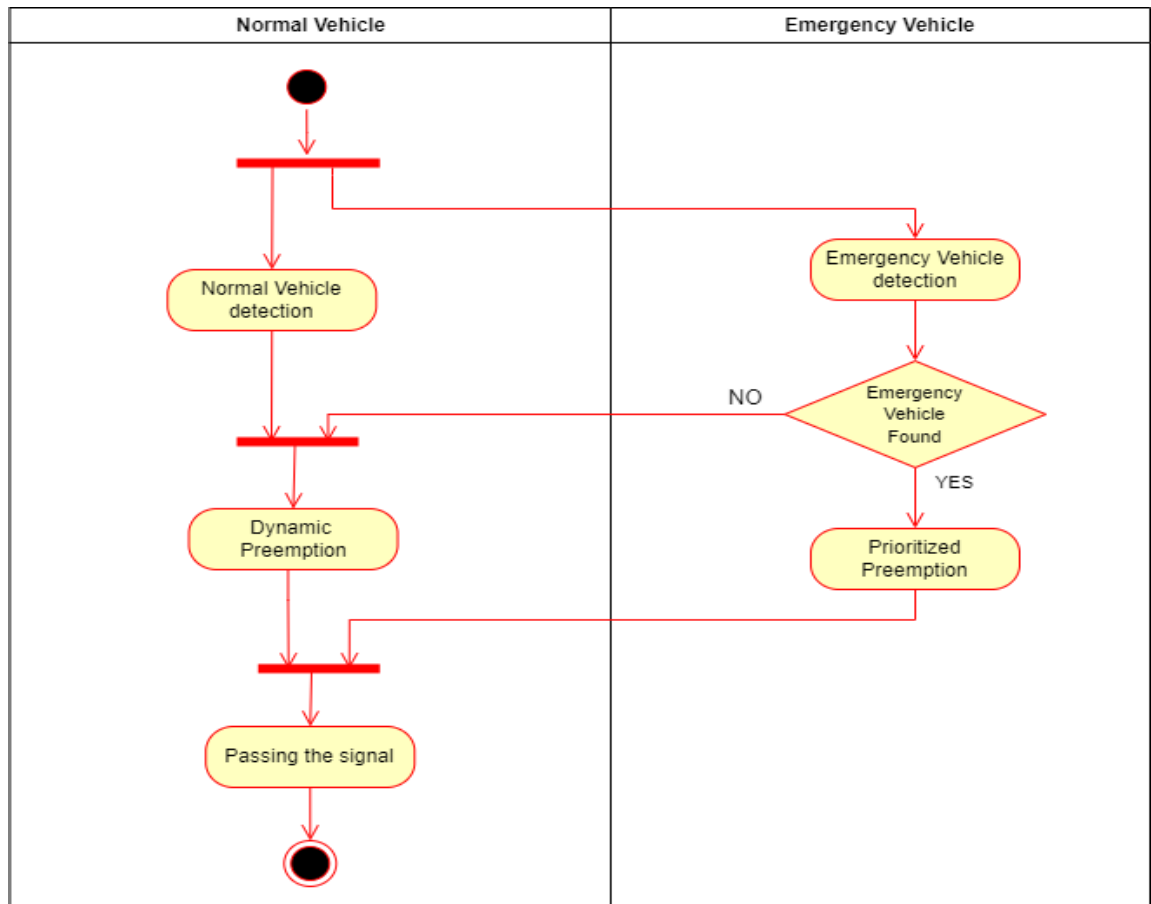 Normal Vehicle
Emergency Vehicle
Emergency Vehicle
detection
Normal Vehicle
detection
NO
Emergency
Vehicle
Found
YES
Dynamic
Preemption
Prioritized
Preemption
Passing the signal